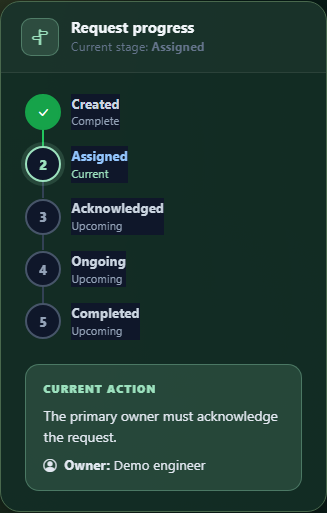 Request progress
Current stage: Assigned
Created
Complete
2
Assigned
Current
3
Acknowledged
Upcoming
4
Ongoing
Upcoming
5
Completed
Upcoming
CURRENT ACTION
The primary owner must acknowledge
the request.
Owner: Demo engineer